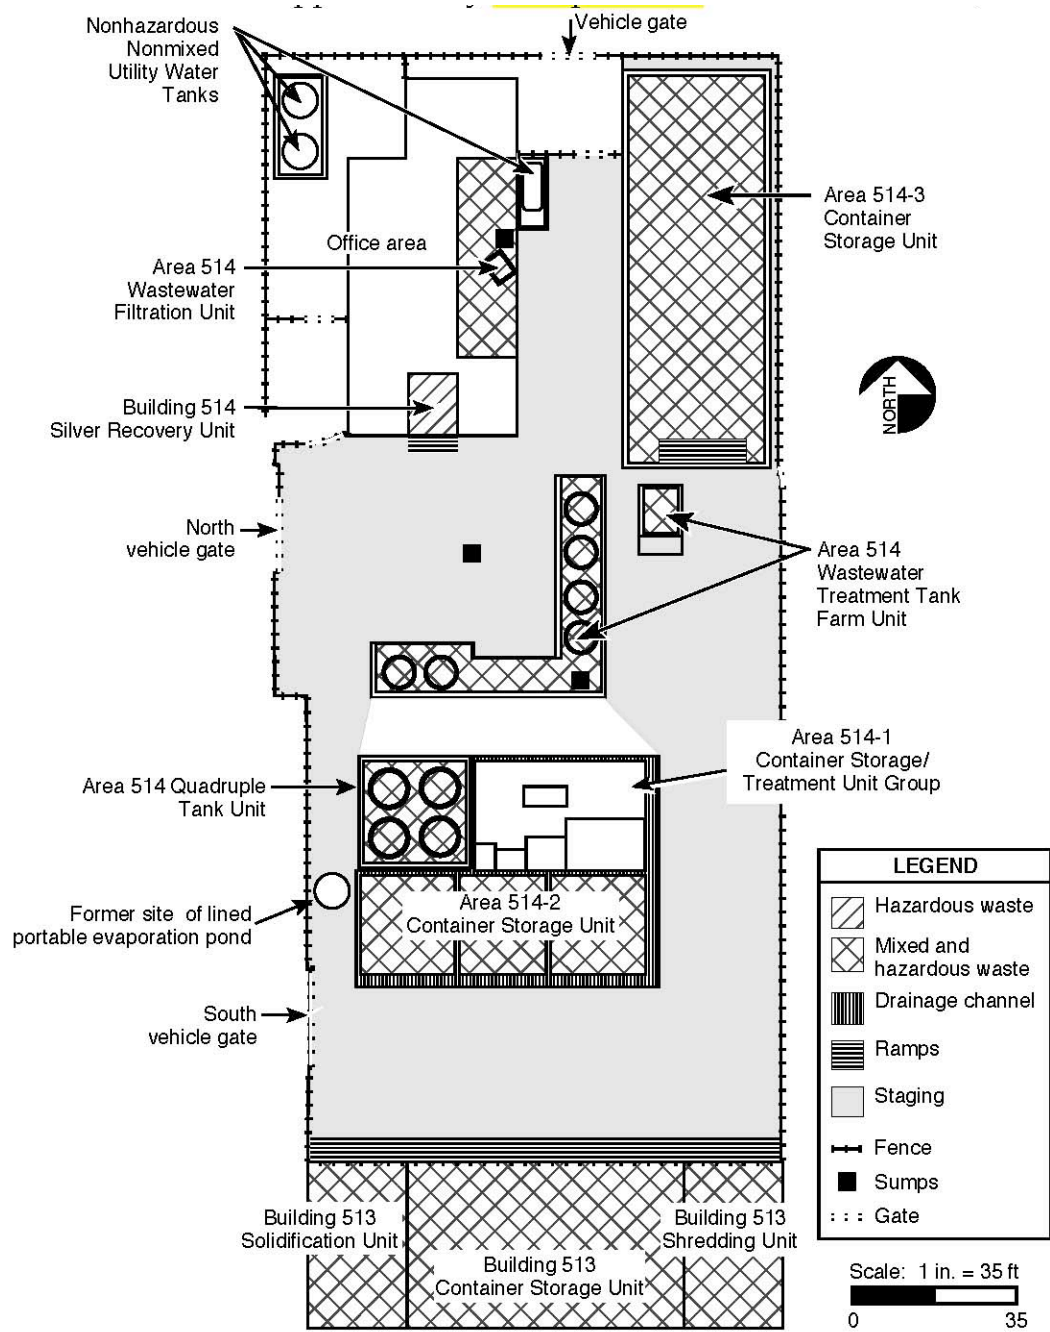 Vehicle gate
Nonhazardous
Nonmixed
Utility Water
Tanks
Area 514-3
Container
Storage Unit
Office area
Area 514
Wastewater
Filtration Unit
NORTH
Building 514
Silver Recovery Unit
North
vehicle gate
Area 514
Wastewater
Treatment Tank
Farm Unit
Area 514-1
Container Storage/
Treatment Unit Group
Area 514 Quadruple
Tank Unit
Area 514-2
Container Storage Unit
Former site of lined
portable evaporation pond
South
vehicle gate
LEGEND
Hazardous waste
Mixed and
hazardous waste
Drainage channel
Ramps
Staging
Fence
Sumps
Gate
Building 513
Solidification Unit
Building 513
Container Storage Unit
Building 513
Shredding Unit
Scale: 1 in. = 35 ft
0 35